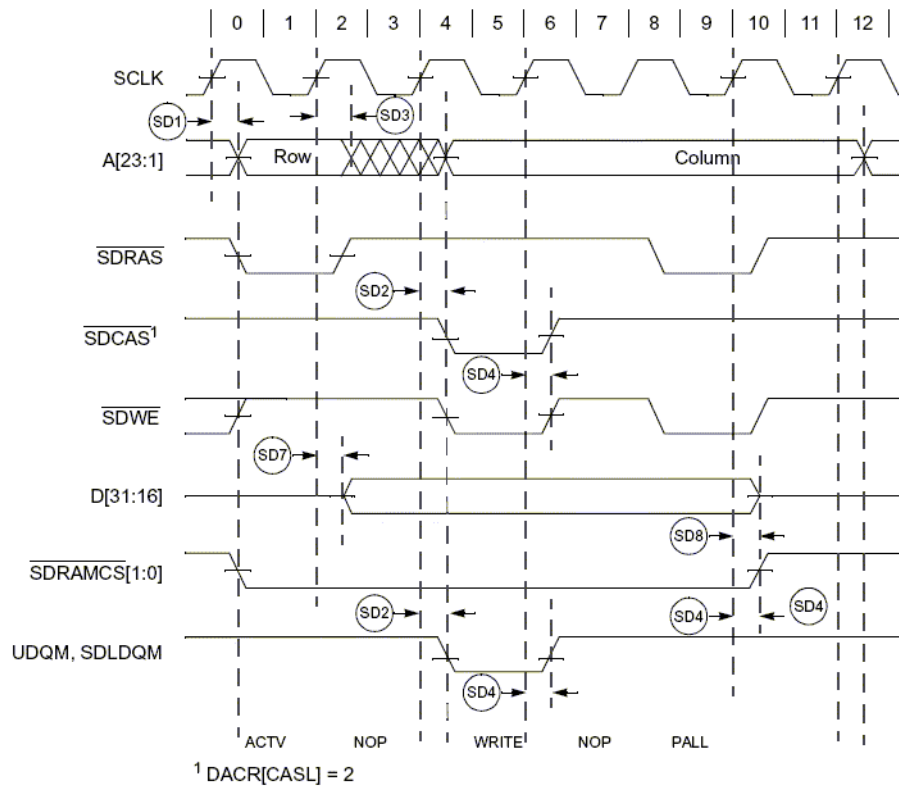 0 1 2 3 4 5 6 7 8 9 10 11 12
SCLK
SD1 SD3
A[23:1] Row Column
SDRAS
SD2
SDCAS¹
SD4
SDWE
SD7
D[31:16]
SD8
SDRAMCS[1:0]
SD2 SD4 SD4
UDQM, SDLDQM
SD4
ACTV NOP WRITE NOP PALL
¹ DACR[CASL] = 2